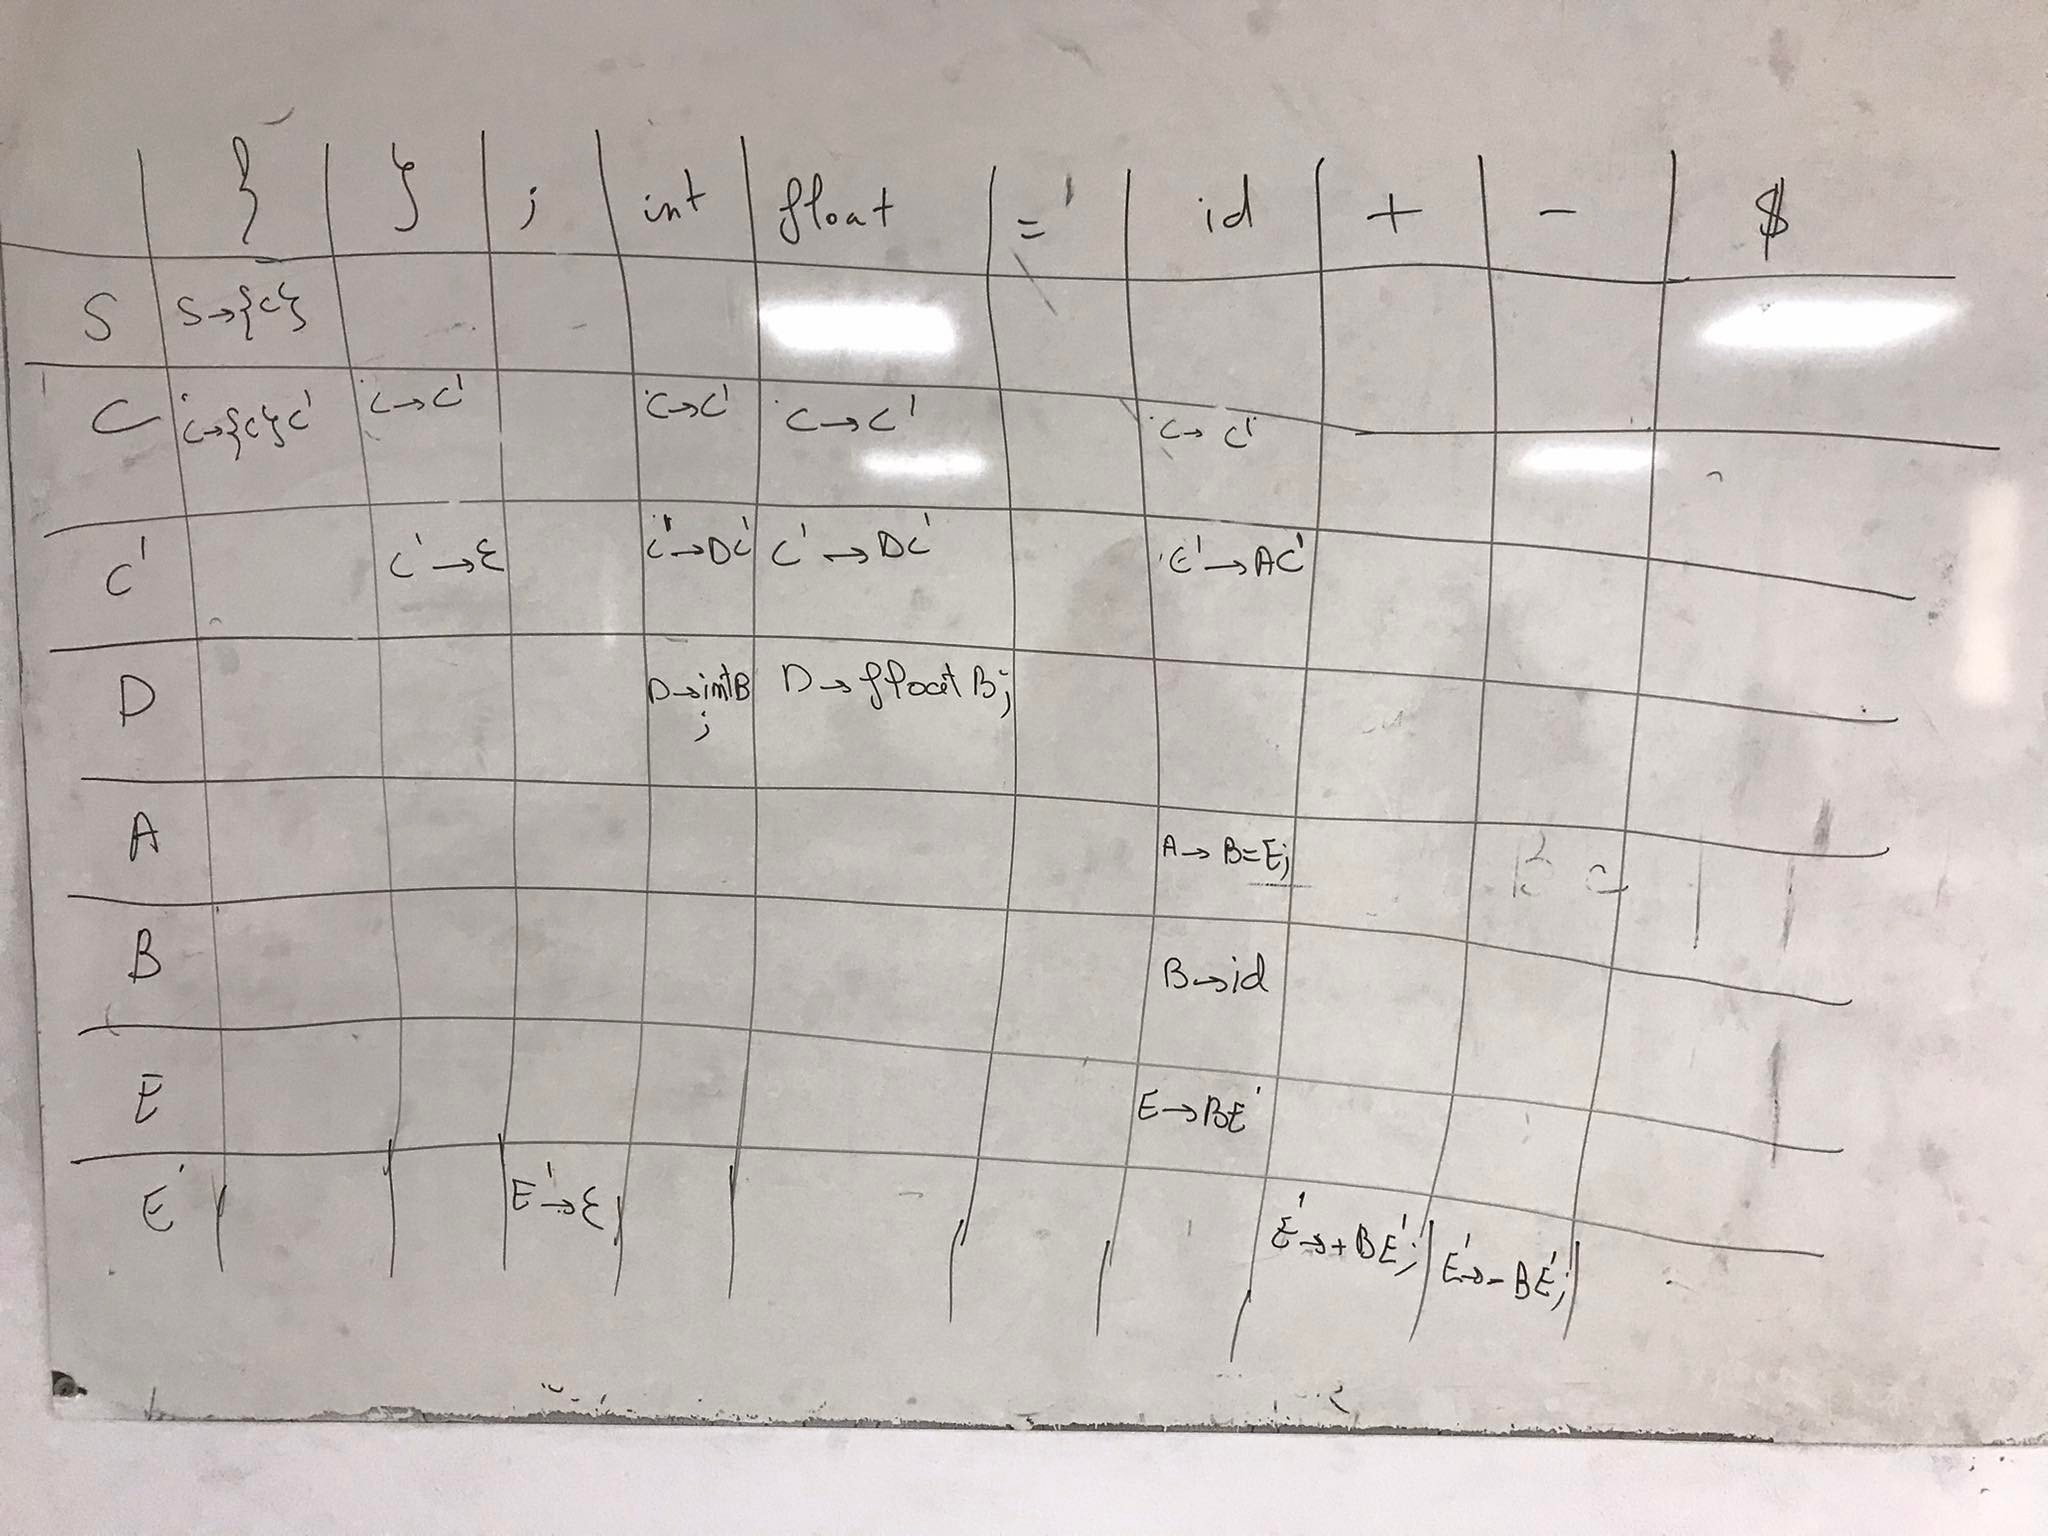 } } ; int float = id + - $
S S→{C}
C C→{C}C' C→C' C→C' C→C' C→C'
C' C'→ε C'→DC' C'→DC' E'→AC'
D D→intB; D→float B;
A A→B=E;
B B→id
E E→BE'
E' E'→ε E'→+BE'; E'→-BE';